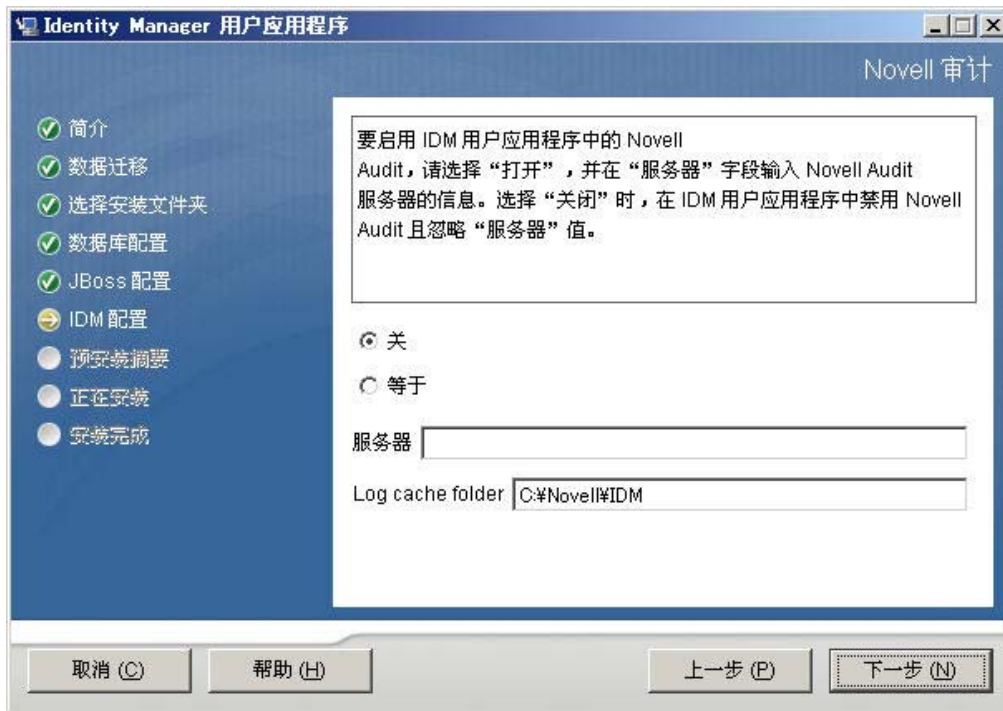 Identity Manager 用户应用程序
Novell 审计
简介
数据迁移
选择安装文件夹
数据库配置
JBoss 配置
IDM 配置
预安装摘要
正在安装
安装完成
要启用 IDM 用户应用程序中的 Novell
Audit，请选择“打开”，并在“服务器”字段输入 Novell Audit
服务器的信息。选择“关闭”时，在 IDM 用户应用程序中禁用 Novell
Audit 且忽略“服务器”值。
关
等于
服务器
Log cache folder C:¥Novell¥IDM
取消 (C) 帮助 (H) 上一步 (P) 下一步 (N)